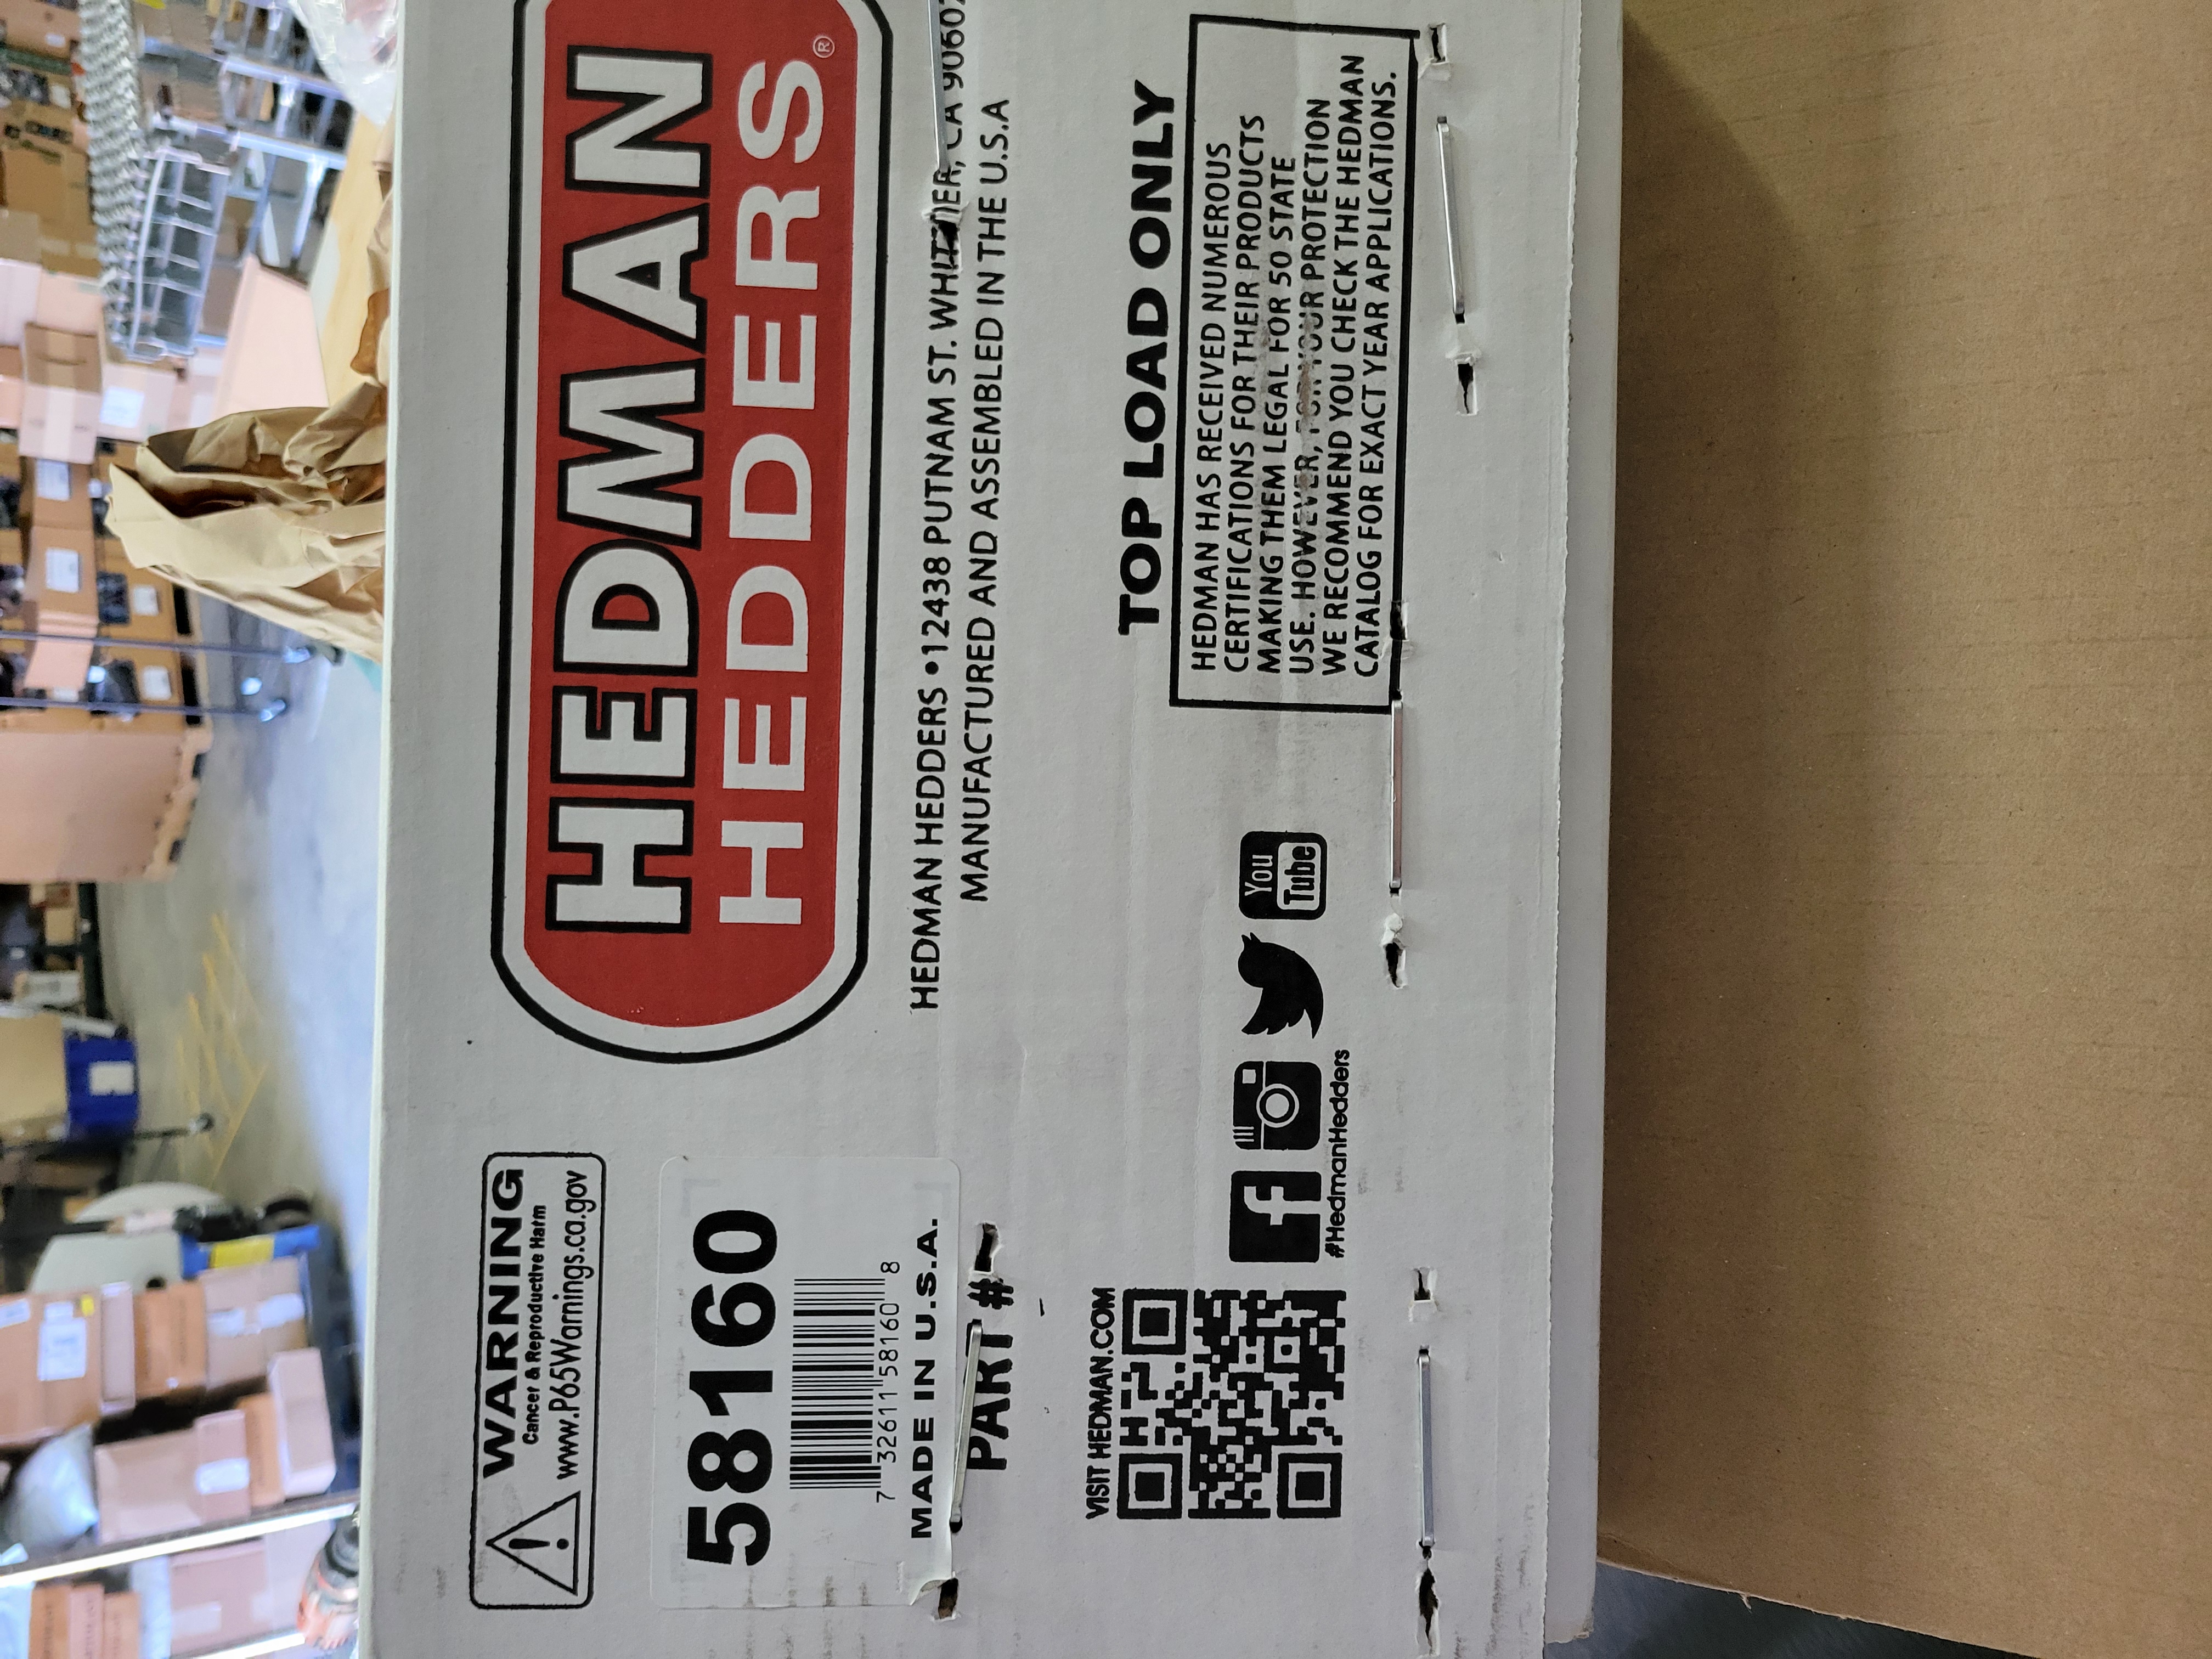 WARNING
Cancer & Reproductive Harm
www.P65Warnings.ca.gov
HEDMAN
HEDDERS®
58160
7 32611 58160 8
MADE IN U.S.A.
PART #
HEDMAN HEDDERS • 12438 PUTNAM ST. WHITTIER, CA 90602
MANUFACTURED AND ASSEMBLED IN THE U.S.A
VISIT HEDMAN.COM
#HedmanHedders
You
Tube
TOP LOAD ONLY
HEDMAN HAS RECEIVED NUMEROUS
CERTIFICATIONS FOR THEIR PRODUCTS
MAKING THEM LEGAL FOR 50 STATE
USE. HOWEVER, FOR YOUR PROTECTION
WE RECOMMEND YOU CHECK THE HEDMAN
CATALOG FOR EXACT YEAR APPLICATIONS.